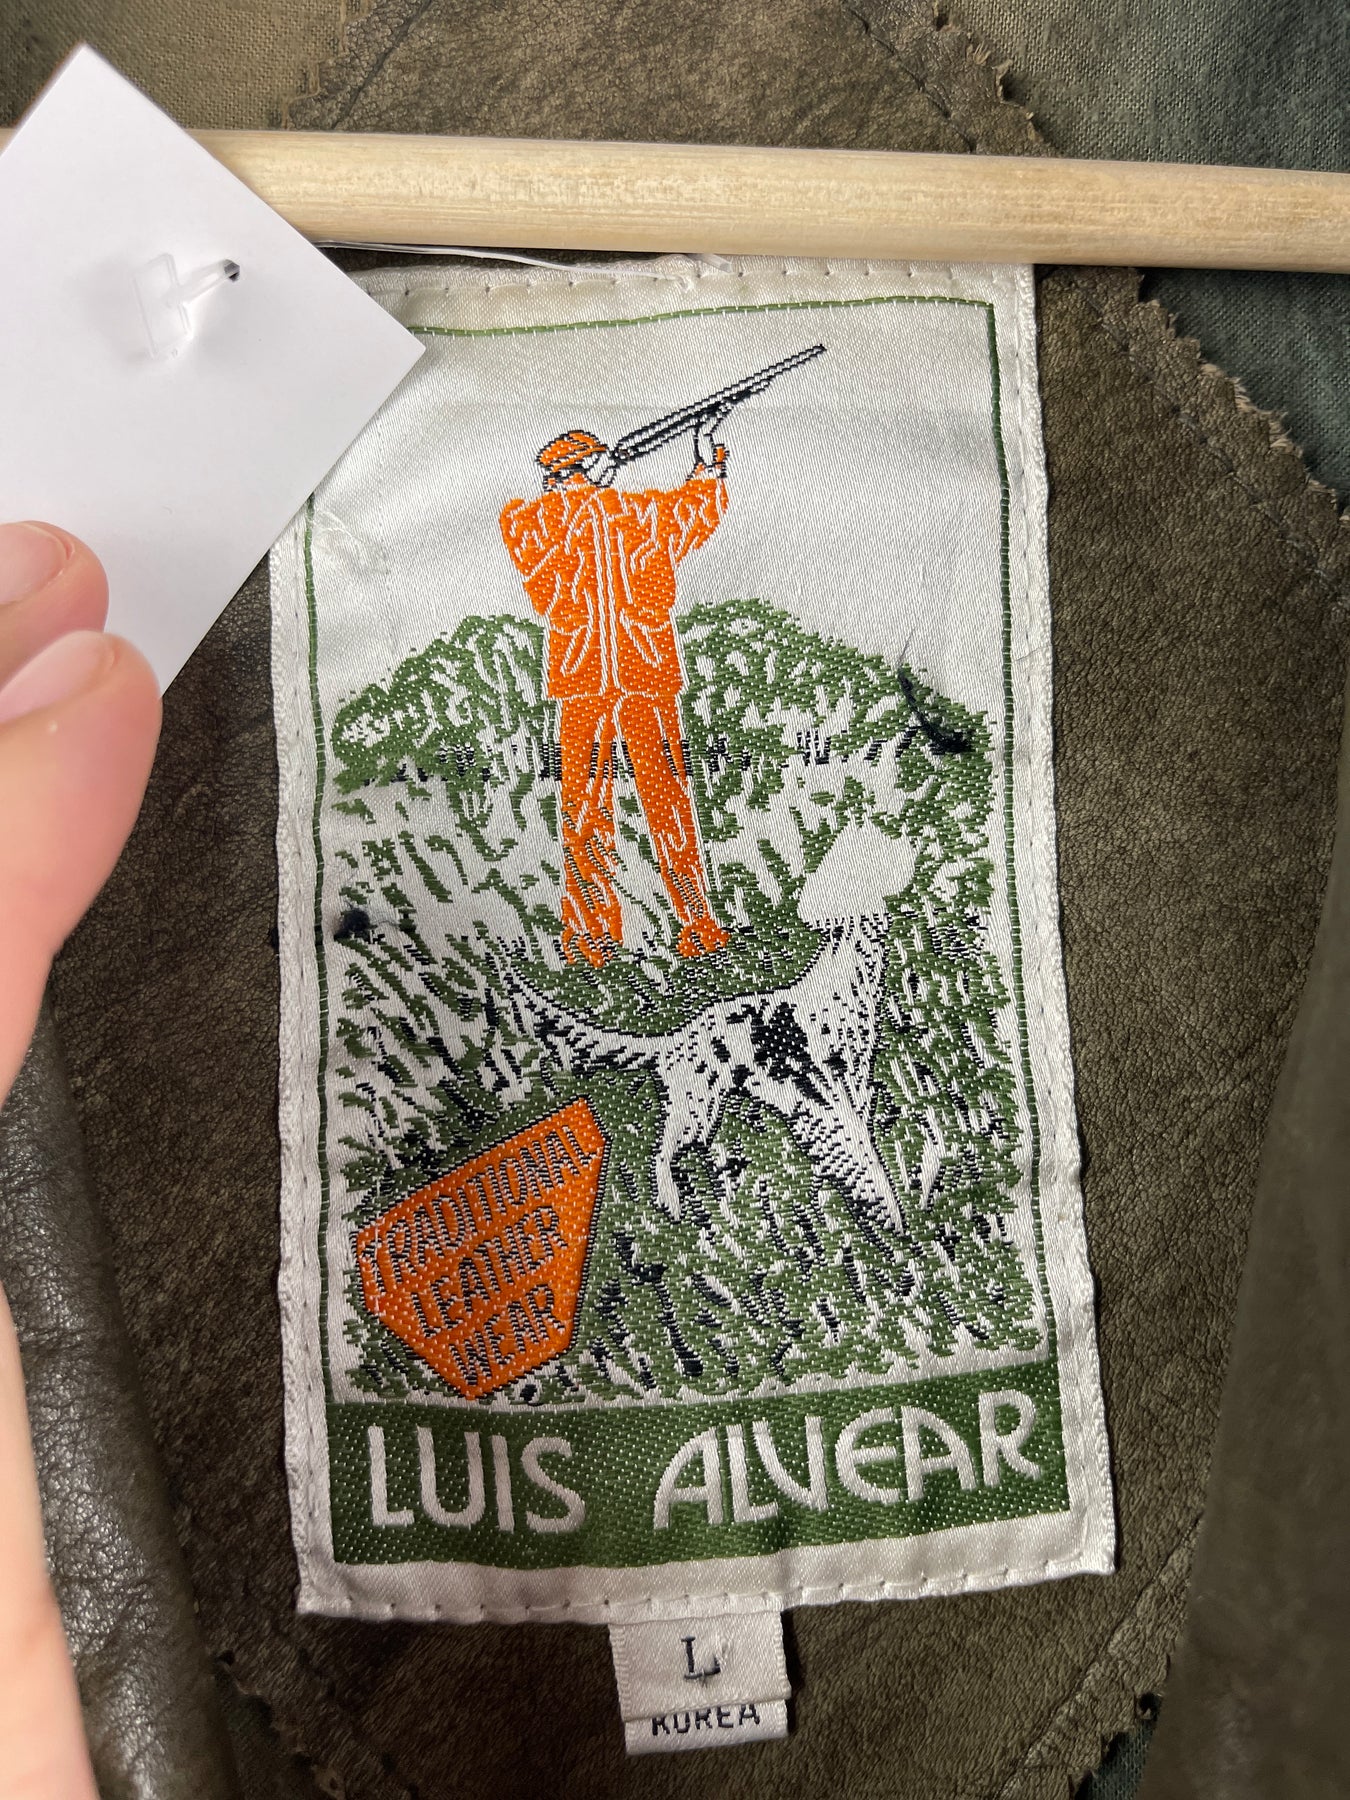 TRADITIONAL
LEATHER
WEAR
LUIS ALVEAR
L
KOREA